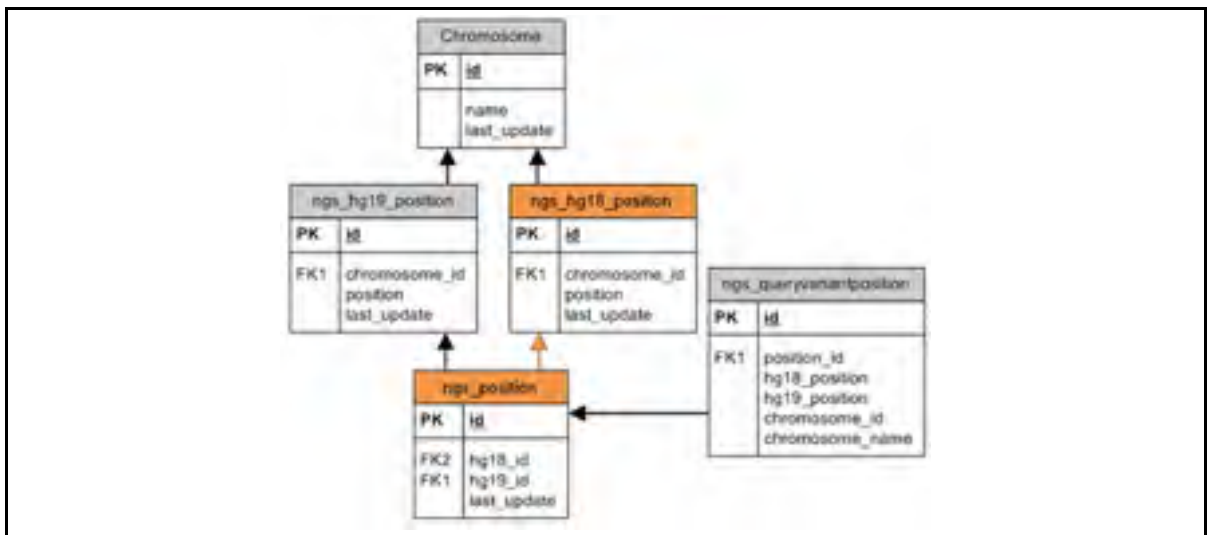 Chromosome
PK id
name
last_update
ngs_hg19_position
PK id
FK1 chromosome_id
position
last_update
ngs_hg18_position
PK id
FK1 chromosome_id
position
last_update
ngs_queryvariantposition
PK id
FK1 position_id
hg18_position
hg19_position
chromosome_id
chromosome_name
ngs_position
PK id
FK2 hg18_id
FK1 hg19_id
last_update